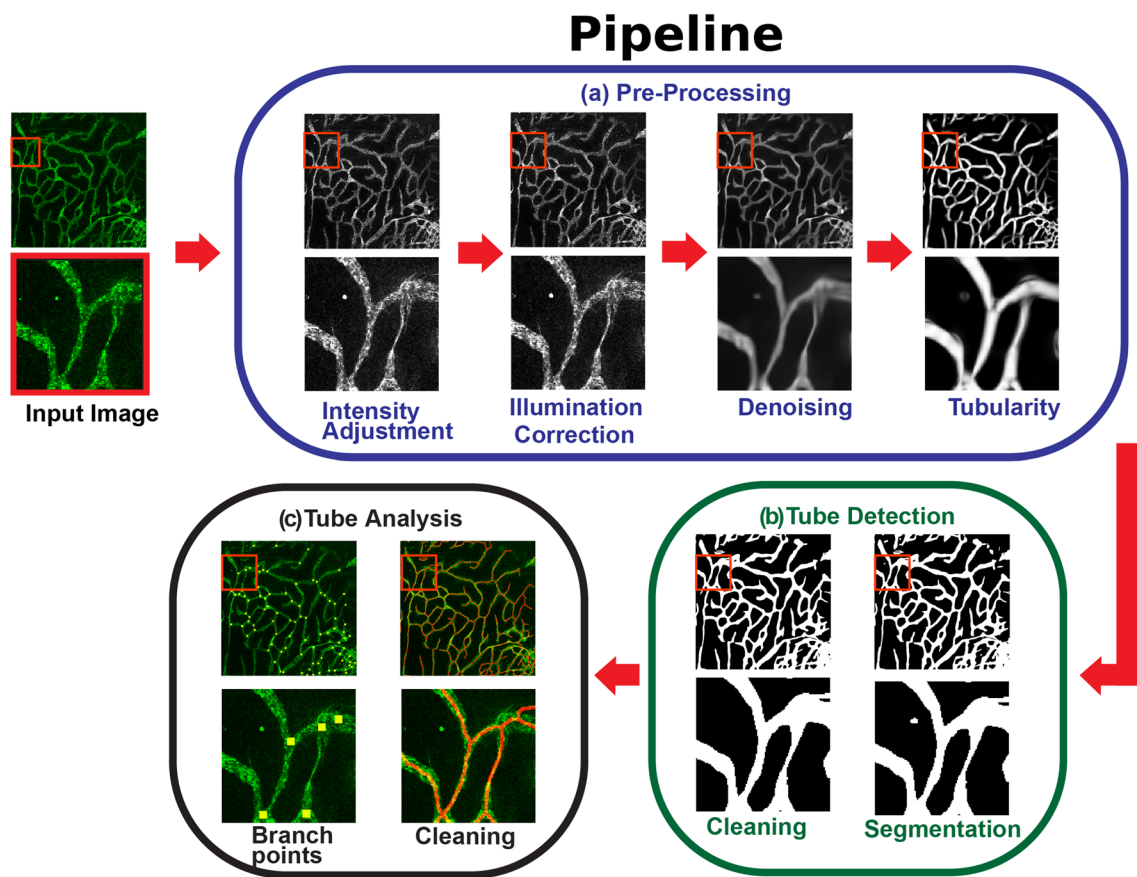 Pipeline
(a) Pre-Processing
Input Image
Intensity
Adjustment
Illumination
Correction
Denoising
Tubularity
(c) Tube Analysis
Branch
points
Cleaning
(b) Tube Detection
Cleaning
Segmentation